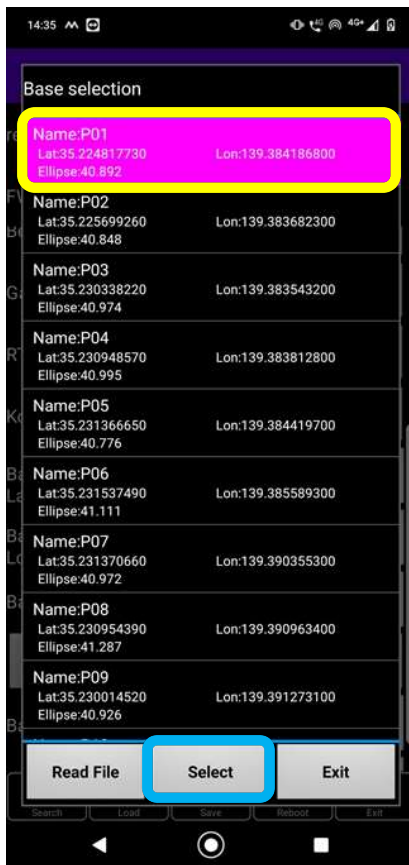 14:35
4G 4G+
Base selection
Name:P01
Lat:35.224817730 Lon:139.384186800
Ellipse:40.892
Name:P02
Lat:35.225699260 Lon:139.383682300
Ellipse:40.848
Name:P03
Lat:35.230338220 Lon:139.383543200
Ellipse:40.974
Name:P04
Lat:35.230948570 Lon:139.383812800
Ellipse:40.995
Name:P05
Lat:35.231366650 Lon:139.384419700
Ellipse:40.776
Name:P06
Lat:35.231537490 Lon:139.385589300
Ellipse:41.111
Name:P07
Lat:35.231370660 Lon:139.390355300
Ellipse:40.972
Name:P08
Lat:35.230954390 Lon:139.390963400
Ellipse:41.287
Name:P09
Lat:35.230014520 Lon:139.391273100
Ellipse:40.926
Read File Select Exit
Search Load Save Reboot Exit